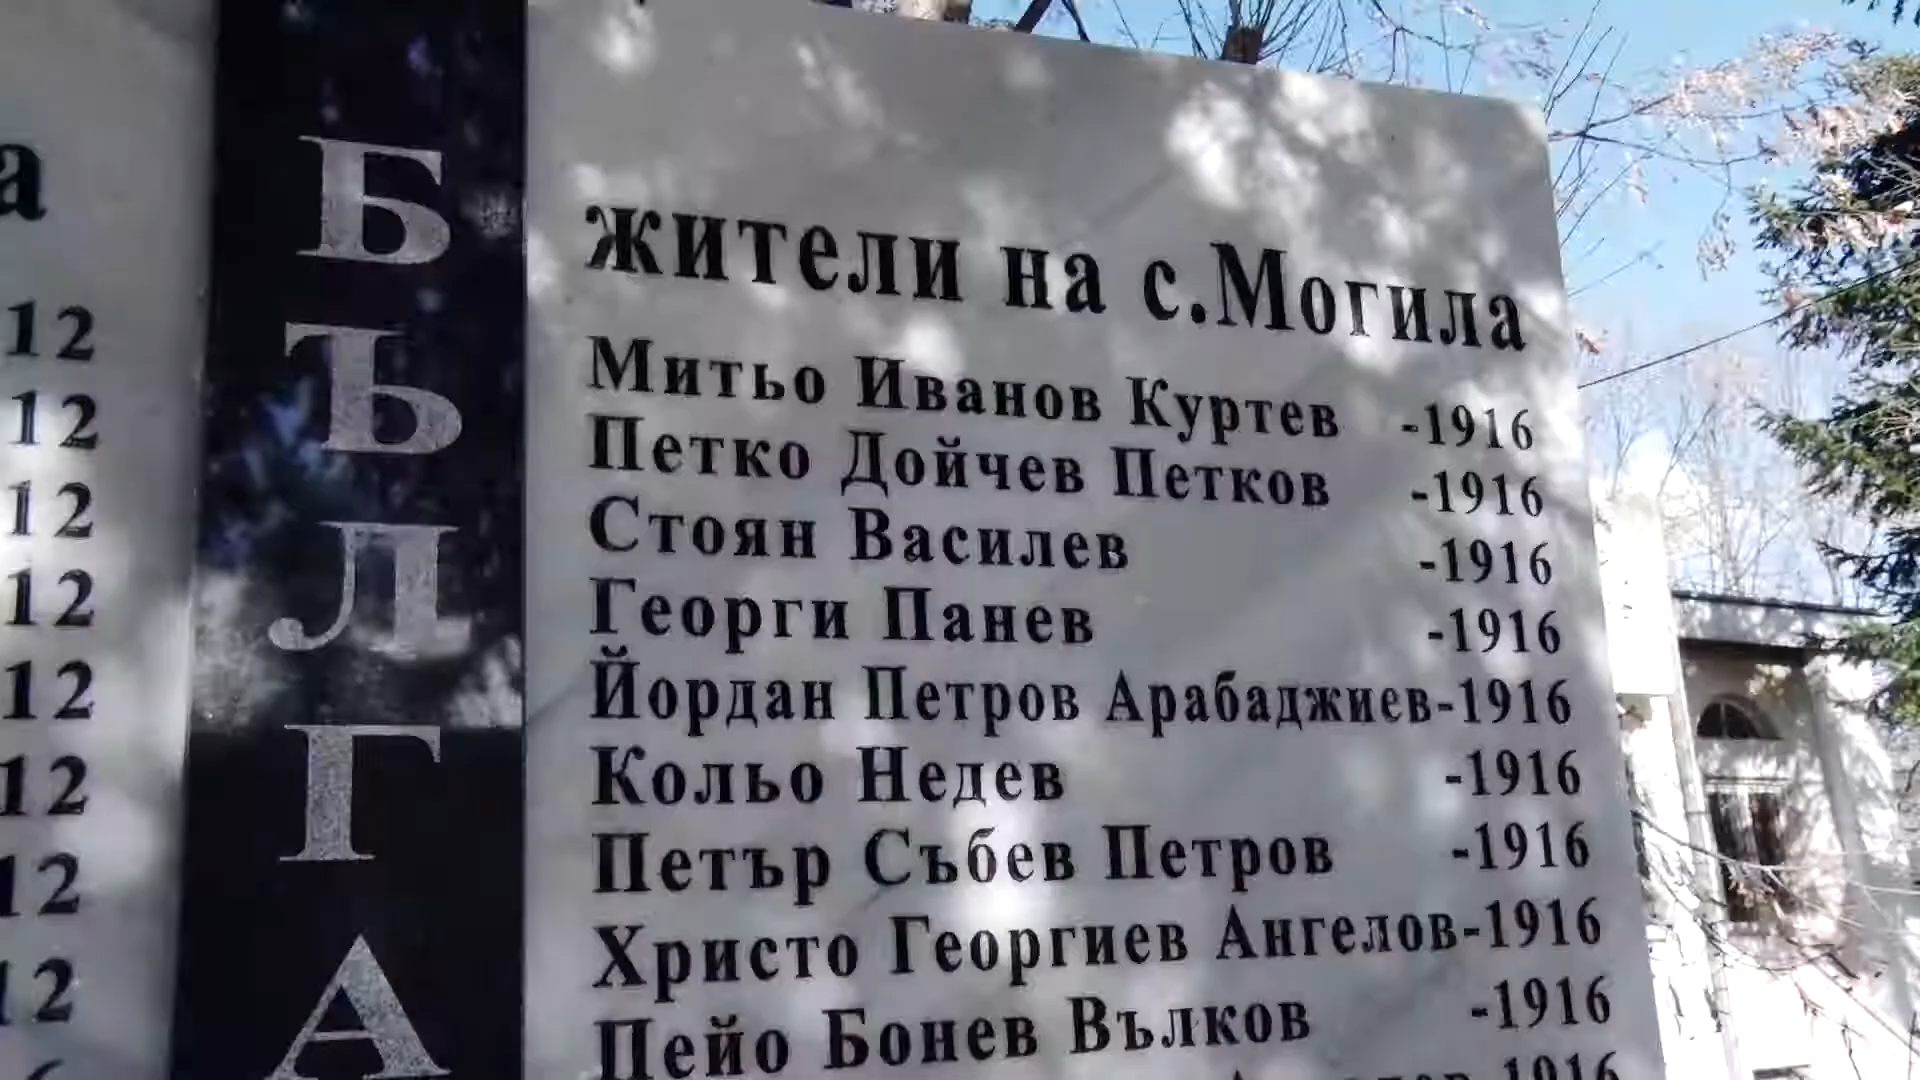 а
12
12
12
12
12
12
12
12
Б
Ъ
Л
Г
А
жители на с.Могила
Митьо Иванов Куртев -1916
Петко Дойчев Петков -1916
Стоян Василев -1916
Георги Панев -1916
Йордан Петров Арабаджиев-1916
Кольо Недев -1916
Петър Събев Петров -1916
Христо Георгиев Ангелов-1916
Пейо Бонев Вълков -1916
-1916